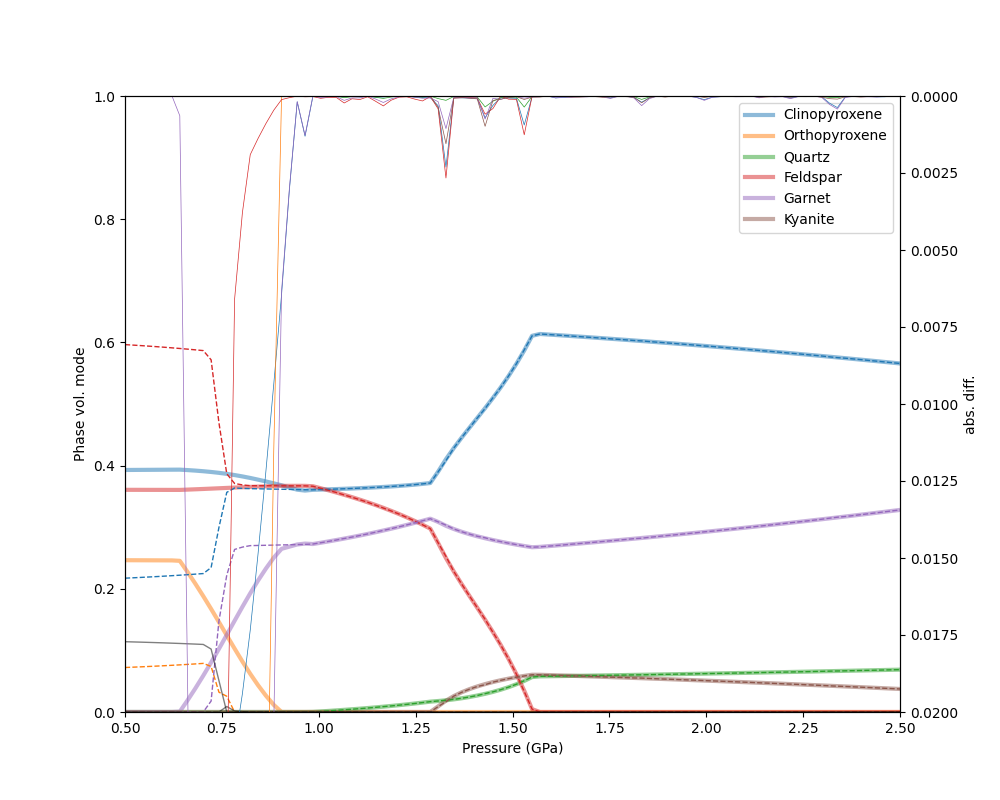 1.0
0.8
0.6
0.4
0.2
0.0
Phase vol. mode
0.50
0.75
1.00
1.25
1.50
1.75
2.00
2.25
2.50
Pressure (GPa)
0.0000
0.0025
0.0050
0.0075
0.0100
0.0125
0.0150
0.0175
0.0200
abs. diff.
Clinopyroxene
Orthopyroxene
Quartz
Feldspar
Garnet
Kyanite